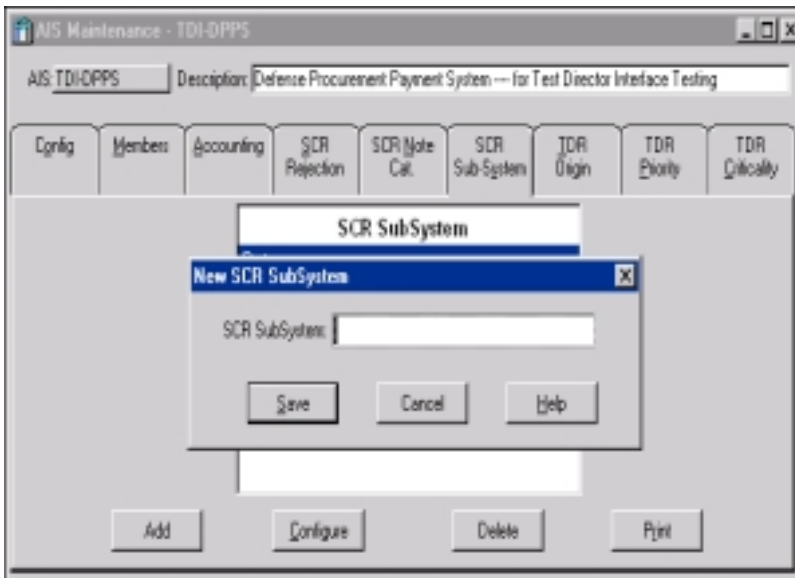 AIS Maintenance - TDI-DPPS
AIS: TDI-DPPS Description: Defense Procurement Payment System --- for Test Director Interface Testing
Config Members Accounting SCR Rejection SCR Note Cat. SCR Sub-System TDR Origin TDR Priority TDR Criticality
SCR SubSystem
New SCR SubSystem
SCR SubSystem:
Save Cancel Help
Add Configure Delete Print